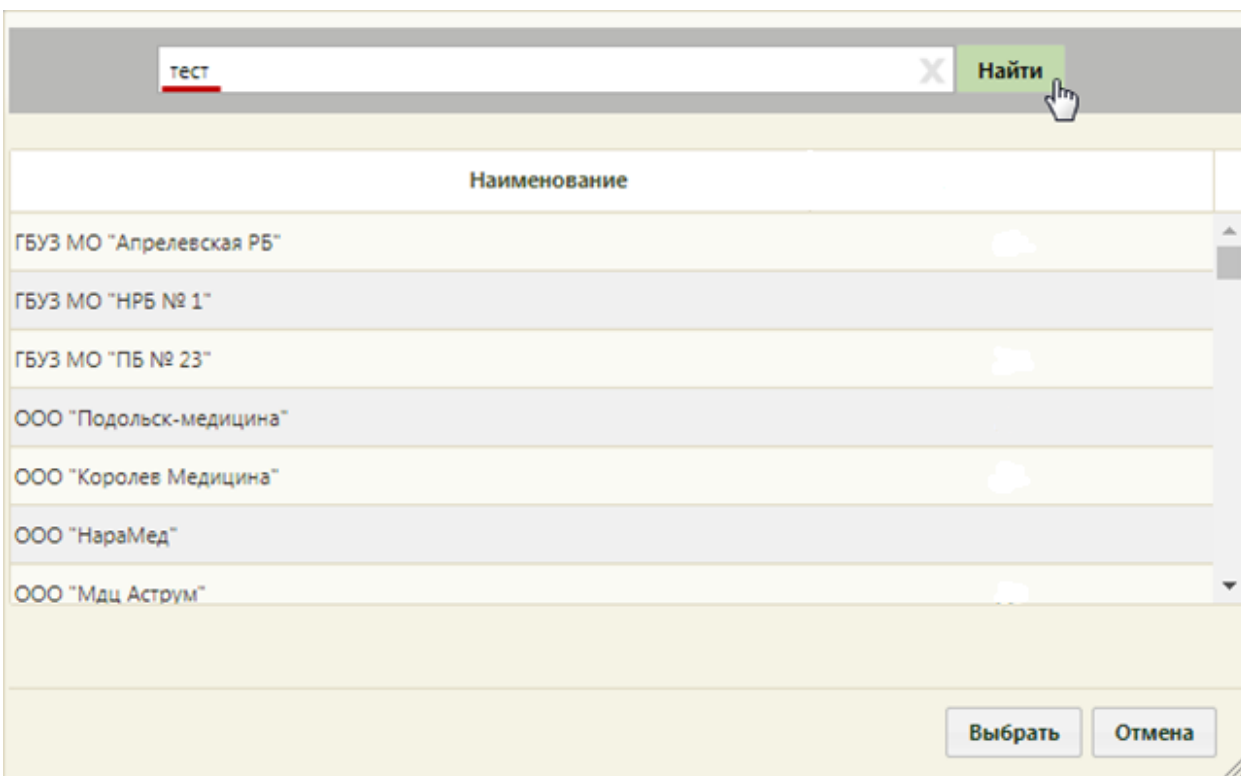 тест
X
Найти
Наименование
ГБУЗ МО "Апрелевская РБ"
ГБУЗ МО "НРБ № 1"
ГБУЗ МО "ПБ № 23"
ООО "Подольск-медицина"
ООО "Королев Медицина"
ООО "НараМед"
ООО "Мдц Аструм"
Выбрать
Отмена